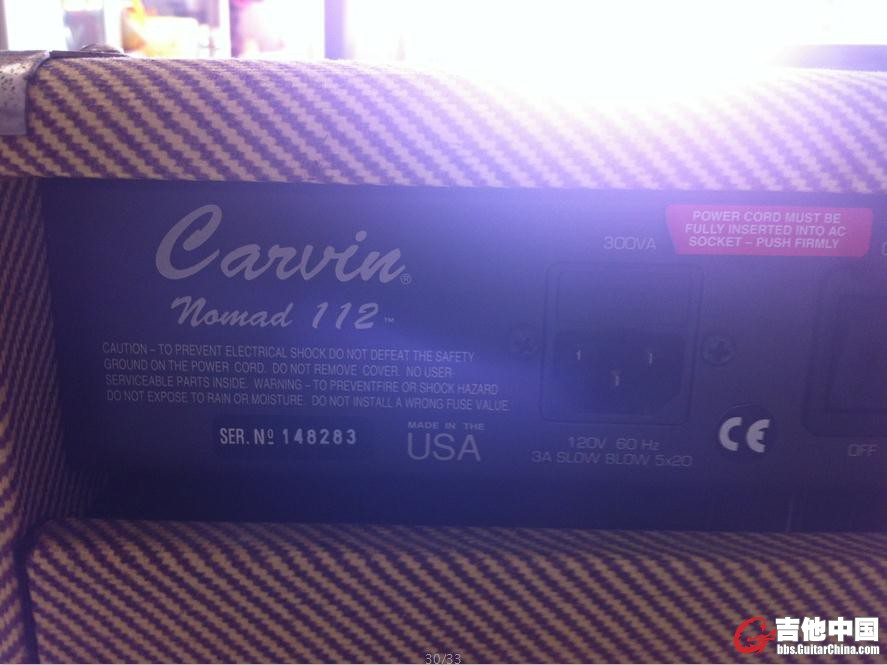 Carvin®
Nomad 112™
CAUTION – TO PREVENT ELECTRICAL SHOCK DO NOT DEFEAT THE SAFETY
GROUND ON THE POWER CORD. DO NOT REMOVE COVER. NO USER-
SERVICEABLE PARTS INSIDE. WARNING – TO PREVENTFIRE OR SHOCK HAZARD
DO NOT EXPOSE TO RAIN OR MOISTURE. DO NOT INSTALL A WRONG FUSE VALUE.
SER. Nº 148283
MADE IN THE
USA
300VA
POWER CORD MUST BE
FULLY INSERTED INTO AC
SOCKET – PUSH FIRMLY
120V 60 Hz
3A SLOW BLOW 5x20
CE
OFF
吉他中国
bbs.GuitarChina.com
30/33